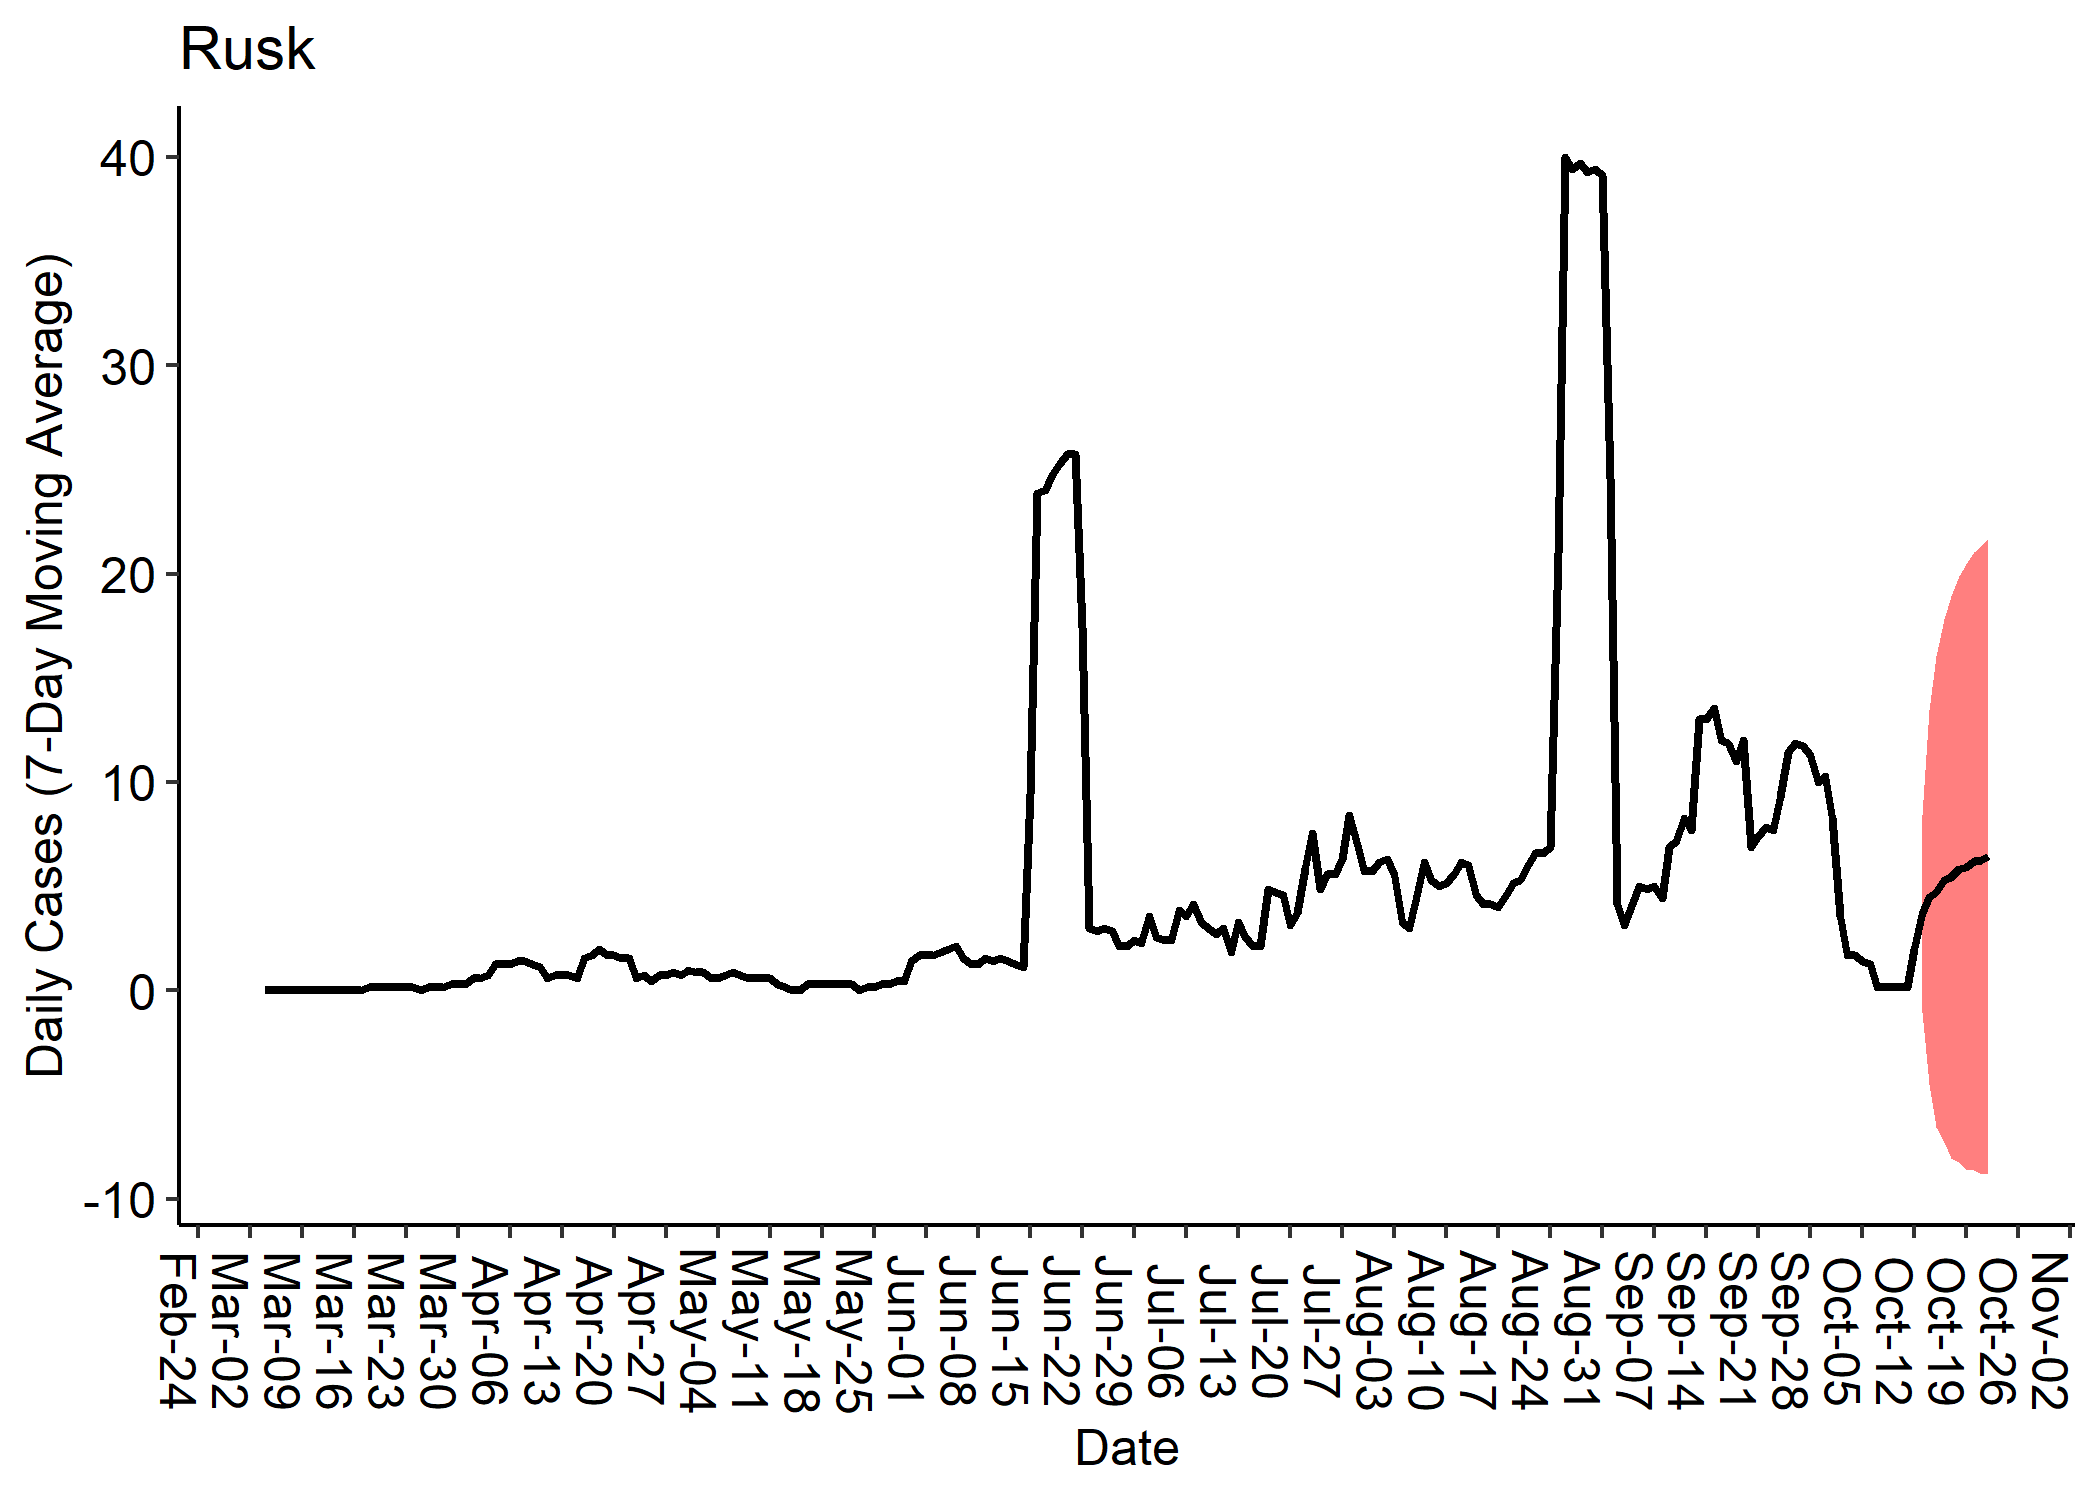 Rusk
Daily Cases (7-Day Moving Average)
40
30
20
10
0
-10
Feb-24
Mar-02
Mar-09
Mar-16
Mar-23
Mar-30
Apr-06
Apr-13
Apr-20
Apr-27
May-04
May-11
May-18
May-25
Jun-01
Jun-08
Jun-15
Jun-22
Jun-29
Jul-06
Jul-13
Jul-20
Jul-27
Aug-03
Aug-10
Aug-17
Aug-24
Aug-31
Sep-07
Sep-14
Sep-21
Sep-28
Oct-05
Oct-12
Oct-19
Oct-26
Nov-02
Date